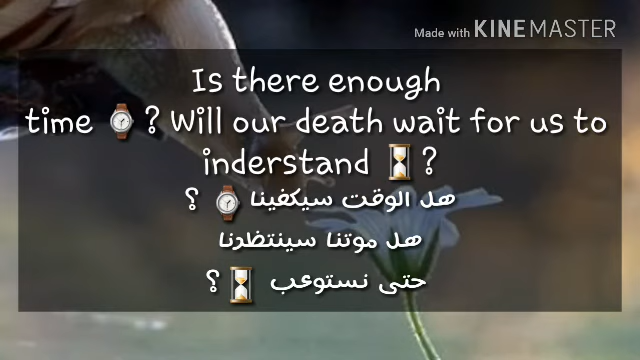 Made with KINEMASTER
Is there enough
time ⌚ ? Will our death wait for us to
inderstand ⏳ ?
هل الوقت سيكفينا ⌚ ؟
هل موتنا سينتظرنا
حتى نستوعب ⏳ ؟